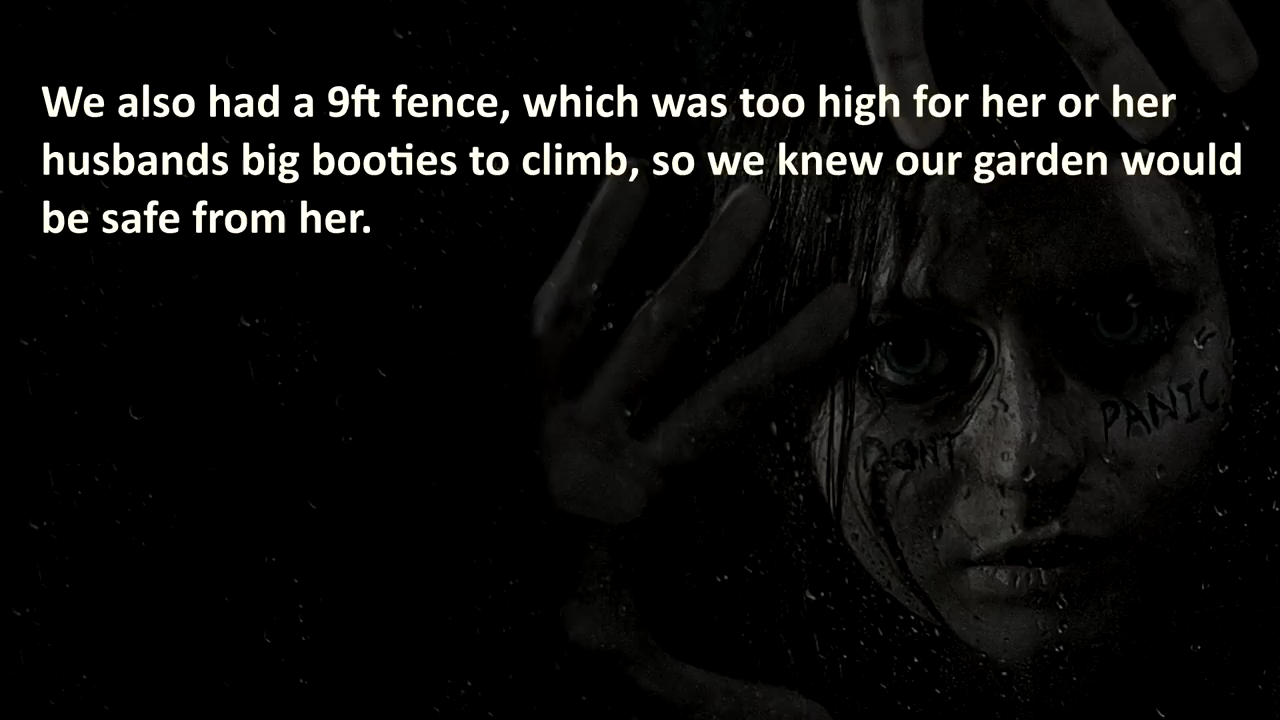 We also had a 9ft fence, which was too high for her or her
husbands big booties to climb, so we knew our garden would
be safe from her.
DONT
PANIC